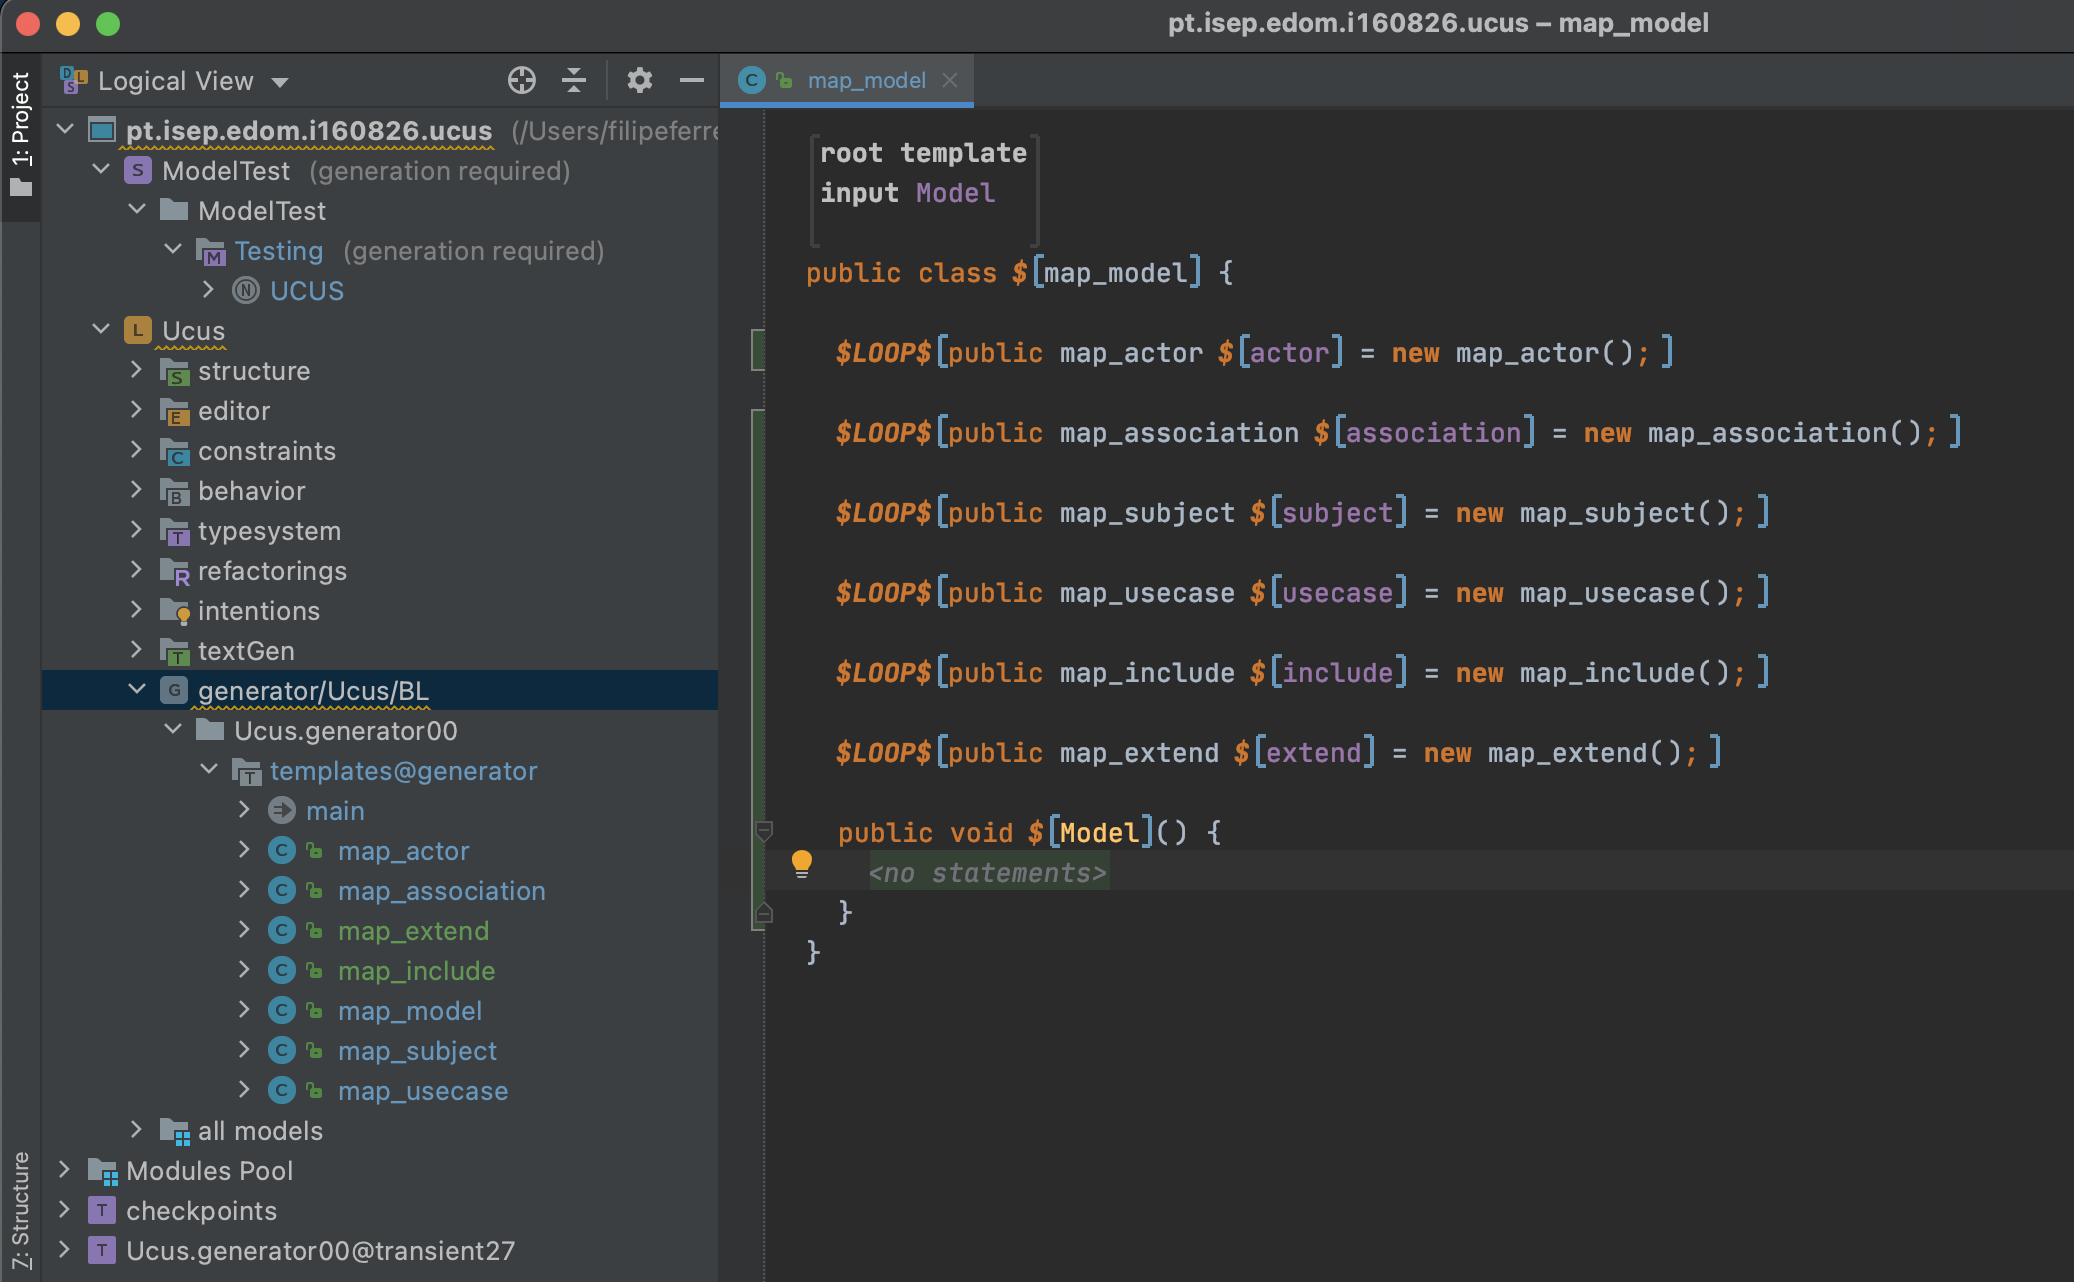 pt.isep.edom.i160826.ucus – map_model
1: Project
Logical View
map_model
pt.isep.edom.i160826.ucus (/Users/filipeferre
ModelTest (generation required)
ModelTest
Testing (generation required)
UCUS
Ucus
structure
editor
constraints
behavior
typesystem
refactorings
intentions
textGen
generator/Ucus/BL
Ucus.generator00
templates@generator
main
map_actor
map_association
map_extend
map_include
map_model
map_subject
map_usecase
all models
Modules Pool
checkpoints
Ucus.generator00@transient27
7: Structure
root template
input Model
public class $[map_model] {
$LOOP$[public map_actor $[actor] = new map_actor(); ]
$LOOP$[public map_association $[association] = new map_association(); ]
$LOOP$[public map_subject $[subject] = new map_subject(); ]
$LOOP$[public map_usecase $[usecase] = new map_usecase(); ]
$LOOP$[public map_include $[include] = new map_include(); ]
$LOOP$[public map_extend $[extend] = new map_extend(); ]
public void $[Model]() {
<no statements>
}
}